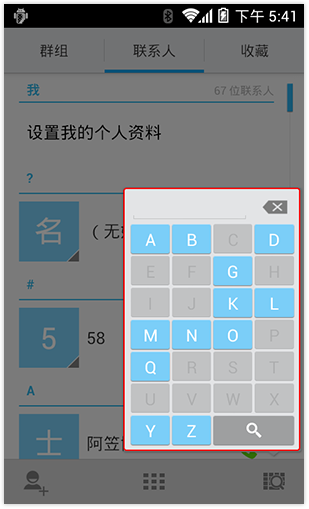 下午 5:41
群组 联系人 收藏
我 67 位联系人
设置我的个人资料
?
名 （无
#
5 58
A
士 阿笠
A B C D
E F G H
I J K L
M N O P
Q R S T
U V W X
Y Z